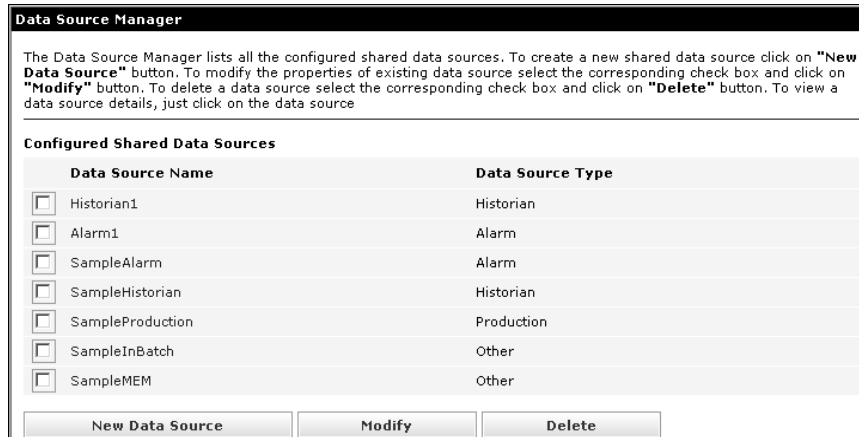 Data Source Manager
The Data Source Manager lists all the configured shared data sources. To create a new shared data source click on "New
Data Source" button. To modify the properties of existing data source select the corresponding check box and click on
"Modify" button. To delete a data source select the corresponding check box and click on "Delete" button. To view a
data source details, just click on the data source
Configured Shared Data Sources
Data Source Name Data Source Type
Historian1 Historian
Alarm1 Alarm
SampleAlarm Alarm
SampleHistorian Historian
SampleProduction Production
SampleInBatch Other
SampleMEM Other
New Data Source Modify Delete